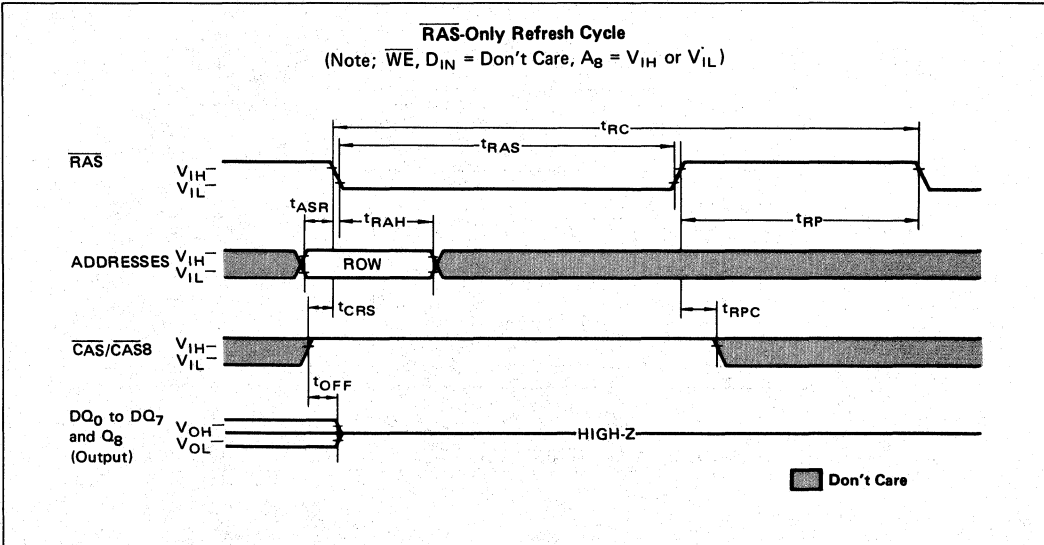 RAS-Only Refresh Cycle
(Note; WE, DIN = Don't Care, A8 = VIH or VIL)
tRC
tRAS
RAS
VIH
VIL
tASR
tRAH
tRP
ADDRESSES VIH
VIL
ROW
tCRS
tRPC
CAS/CAS8 VIH
VIL
tOFF
DQ0 to DQ7
and Q8
(Output)
VOH
VOL
HIGH-Z
Don't Care